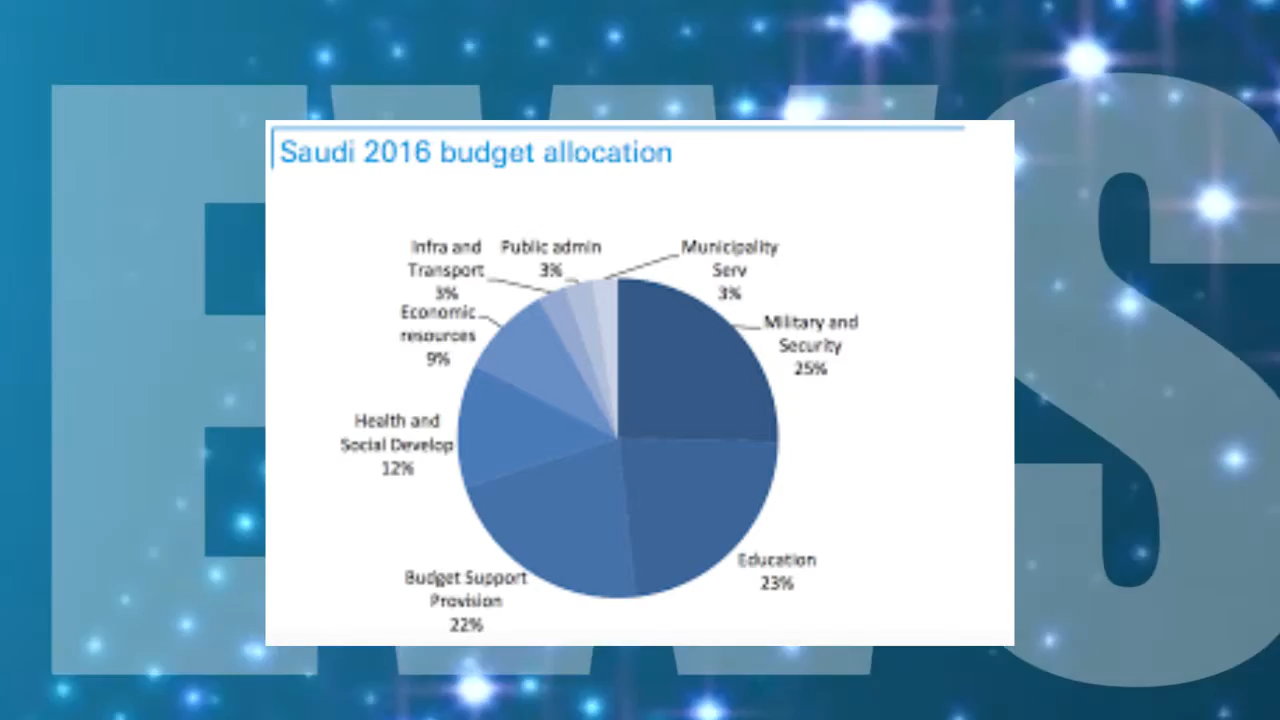 EWS
Saudi 2016 budget allocation
Infra and
Transport
3%
Public admin
3%
Municipality
Serv
3%
Economic
resources
9%
Military and
Security
25%
Health and
Social Develop
12%
Education
23%
Budget Support
Provision
22%